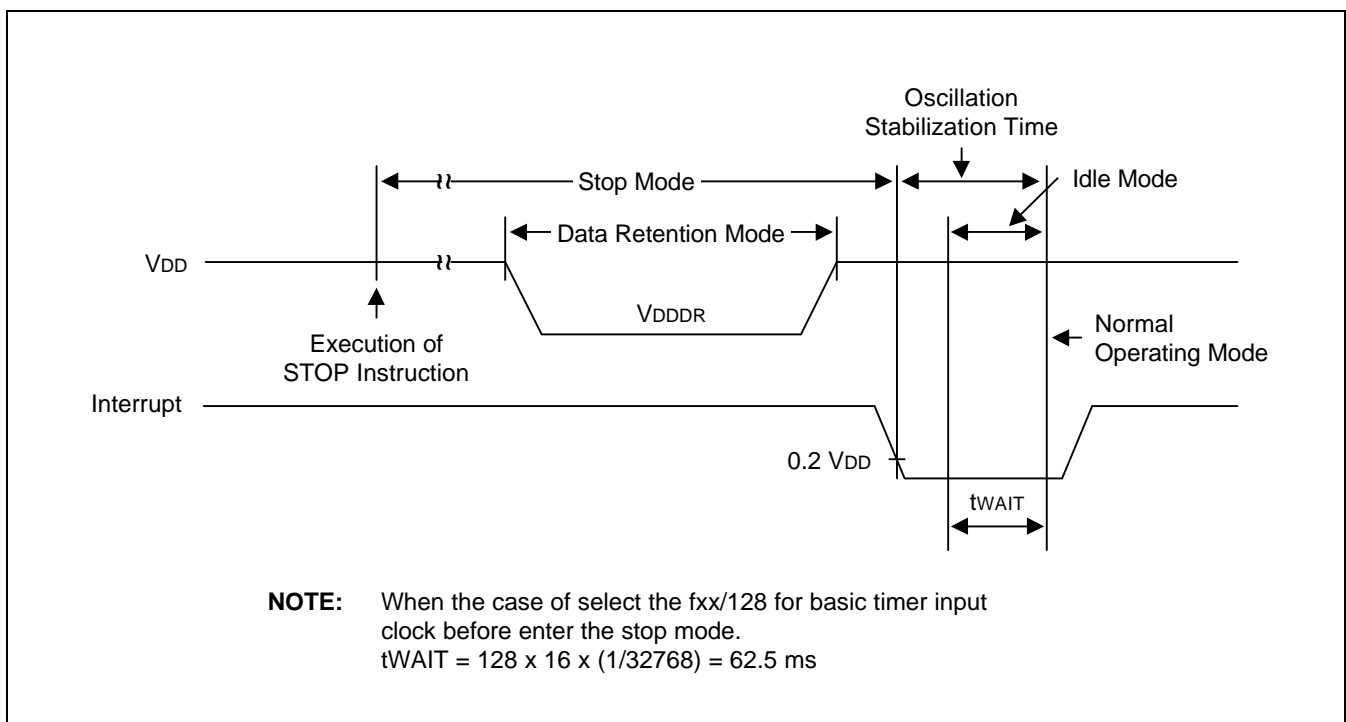 Oscillation
Stabilization Time
Stop Mode
Idle Mode
Data Retention Mode
VDD
VDDDR
Execution of
STOP Instruction
Normal
Operating Mode
Interrupt
0.2 VDD
tWAIT
NOTE: When the case of select the fxx/128 for basic timer input
clock before enter the stop mode.
tWAIT = 128 x 16 x (1/32768) = 62.5 ms